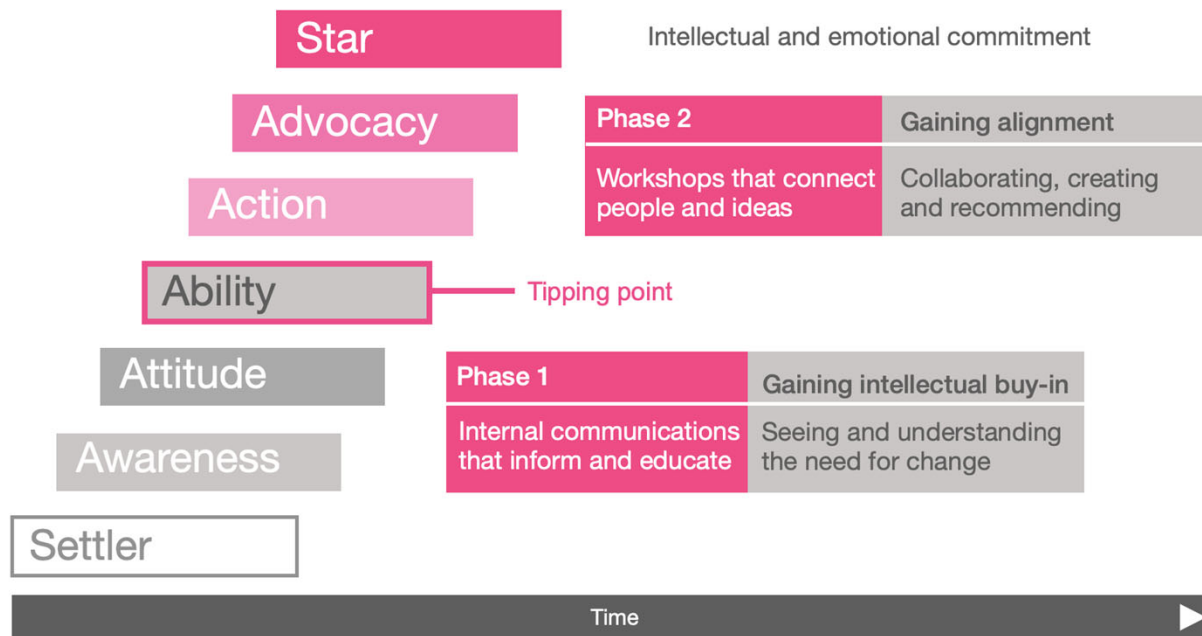 Star
Intellectual and emotional commitment
Advocacy
Phase 2
Gaining alignment
Workshops that connect
people and ideas
Collaborating, creating
and recommending
Action
Ability
Tipping point
Attitude
Phase 1
Gaining intellectual buy-in
Internal communications
that inform and educate
Seeing and understanding
the need for change
Awareness
Settler
Time